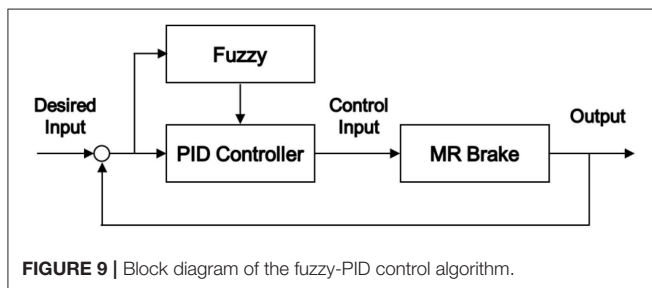 Fuzzy
Desired
Input
PID Controller
Control
Input
MR Brake
Output
FIGURE 9 | Block diagram of the fuzzy-PID control algorithm.